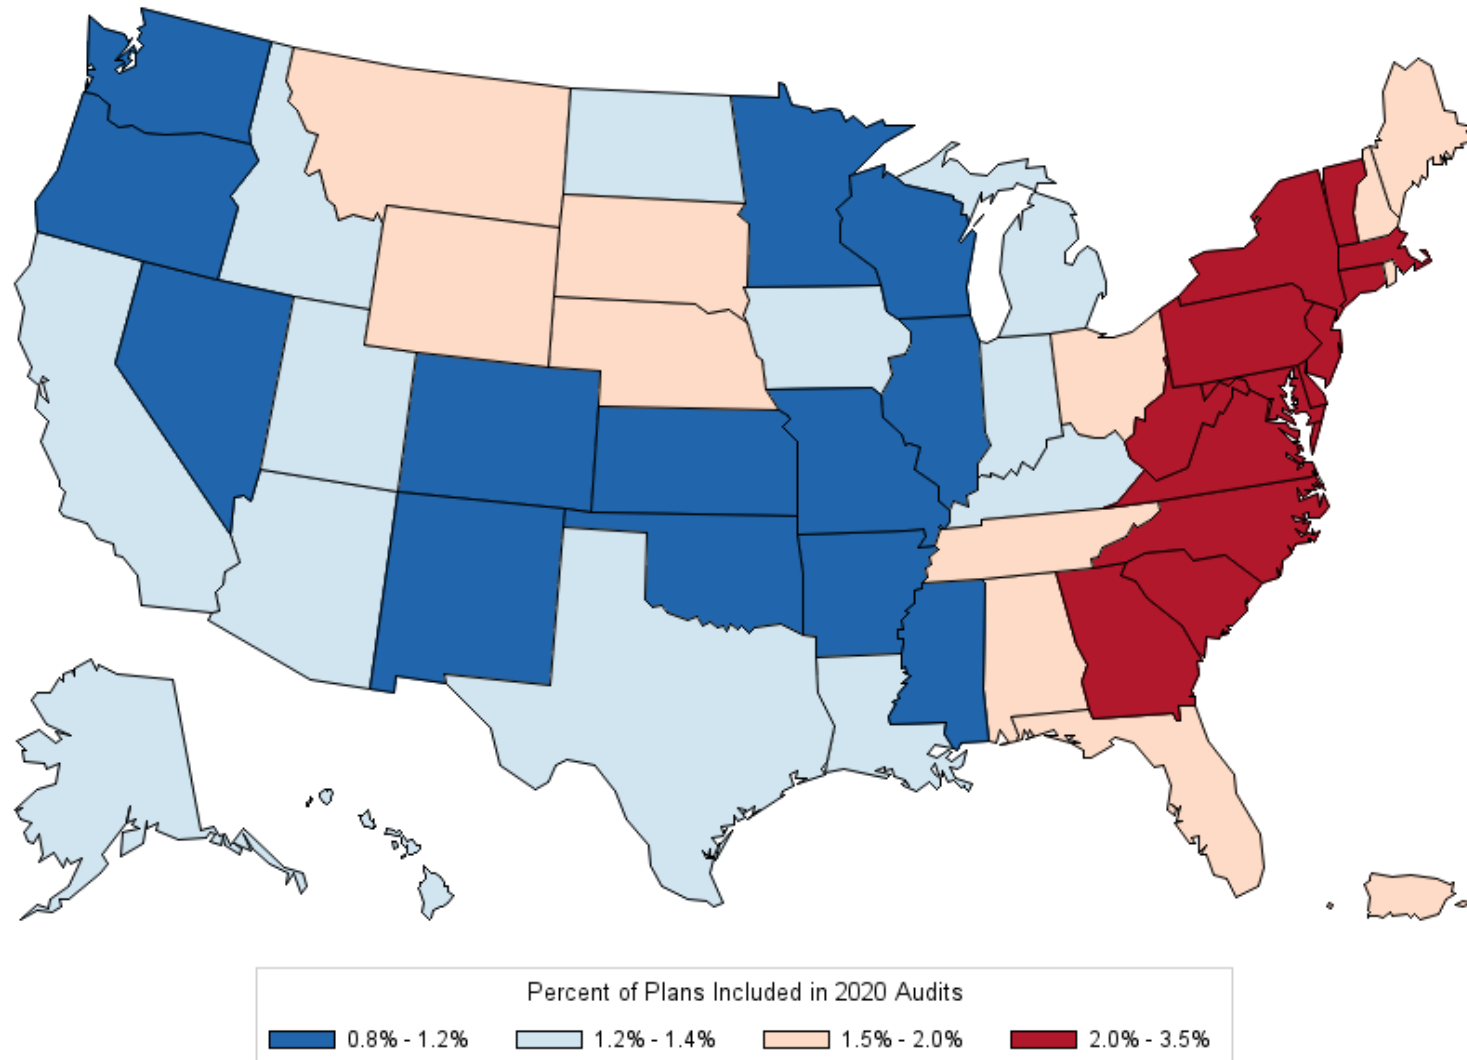 Percent of Plans Included in 2020 Audits
0.8% - 1.2% 1.2% - 1.4% 1.5% - 2.0% 2.0% - 3.5%